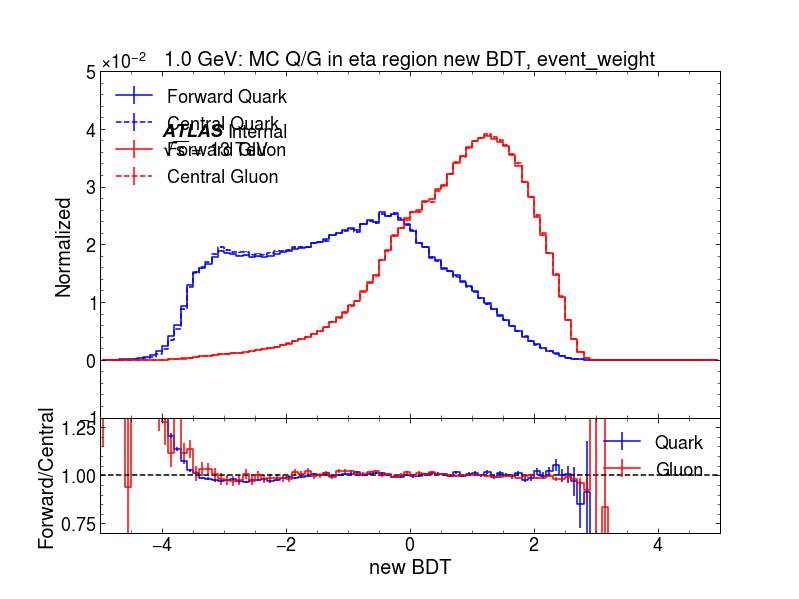 ×10⁻²
1.0 GeV: MC Q/G in eta region new BDT, event_weight
5
4
3
2
1
0
−1
Normalized
Forward Quark
Central Quark
ATLAS Internal
Forward Gluon
√s = 13 TeV
Central Gluon
1.25
1.00
0.75
Forward/Central
Quark
Gluon
−4
−2
0
2
4
new BDT